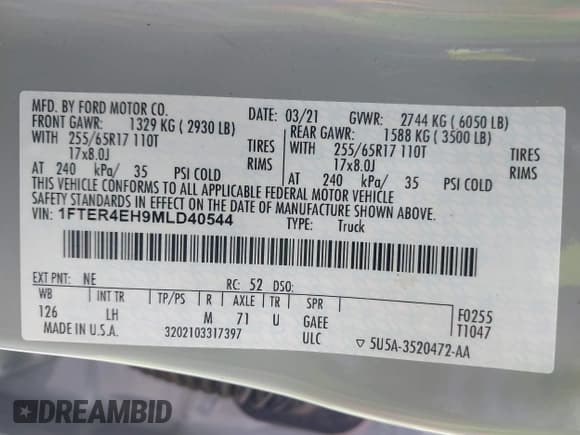 MFD. BY FORD MOTOR CO.
DATE: 03/21 GVWR: 2744 KG ( 6050 LB)
FRONT GAWR: 1329 KG ( 2930 LB) REAR GAWR: 1588 KG ( 3500 LB)
WITH 255/65R17 110T TIRES WITH 255/65R17 110T TIRES
17x8.0J RIMS 17x8.0J RIMS
AT 240 kPa/ 35 PSI COLD AT 240 kPa/ 35 PSI COLD
THIS VEHICLE CONFORMS TO ALL APPLICABLE FEDERAL MOTOR VEHICLE
SAFETY STANDARDS IN EFFECT ON THE DATE OF MANUFACTURE SHOWN ABOVE.
VIN: 1FTER4EH9MLD40544
TYPE: Truck
EXT PNT: NE RC: 52 DSO:
WB INT TR TP/PS R AXLE TR SPR
126 LH M 71 U GAEE
F0255
T1047
MADE IN U.S.A. 3202103317397 ULC ▽ 5U5A-3520472-AA
DREAMBID